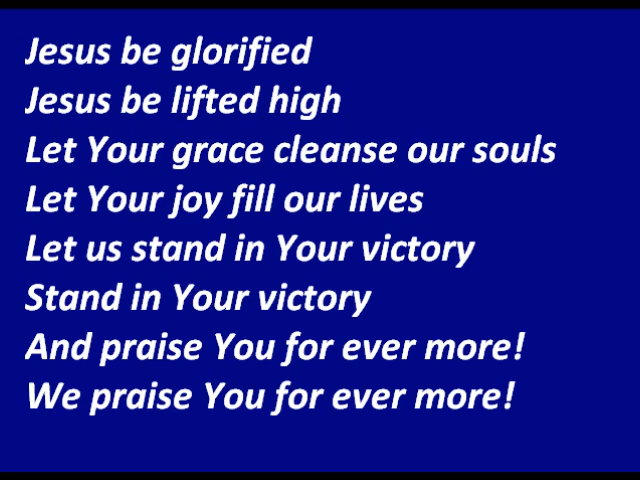 Jesus be glorified
Jesus be lifted high
Let Your grace cleanse our souls
Let Your joy fill our lives
Let us stand in Your victory
Stand in Your victory
And praise You for ever more!
We praise You for ever more!